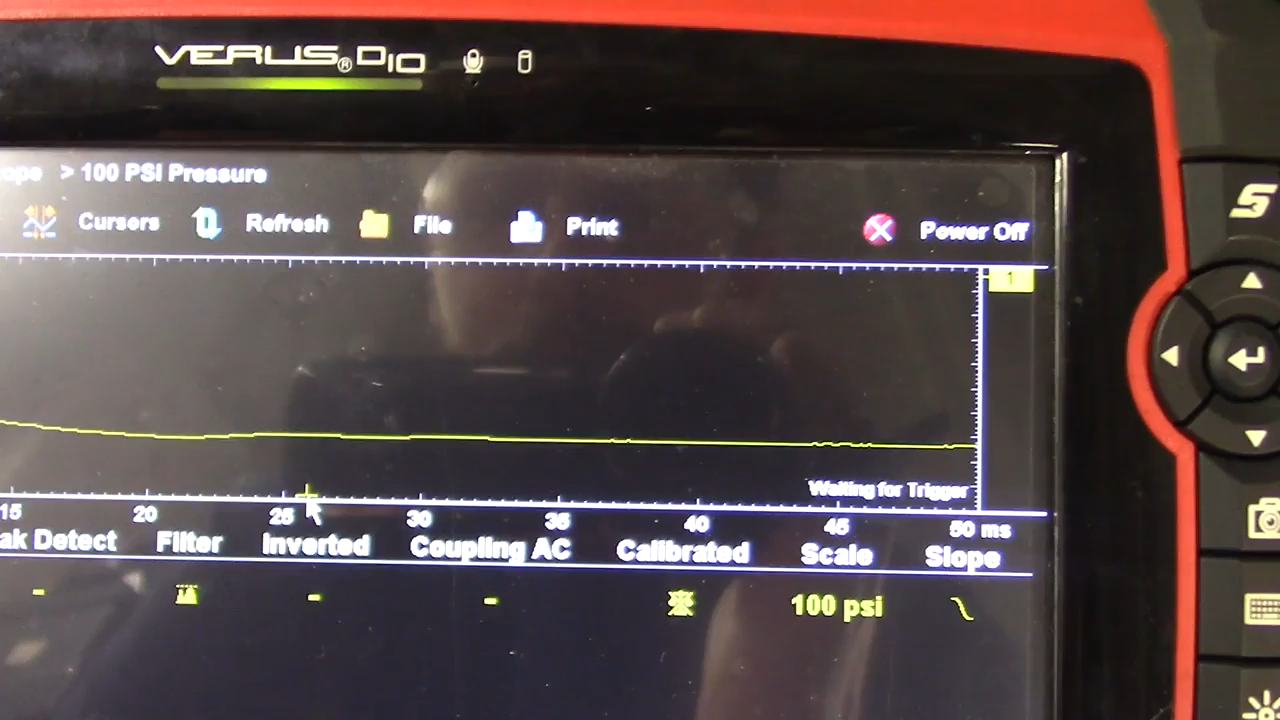 VERUS® D10
ope > 100 PSI Pressure
Cursors Refresh File Print Power Off
1
Waiting for Trigger
15 20 25 30 35 40 45 50 ms
ak Detect Filter Inverted Coupling AC Calibrated Scale Slope
- - - 100 psi
S